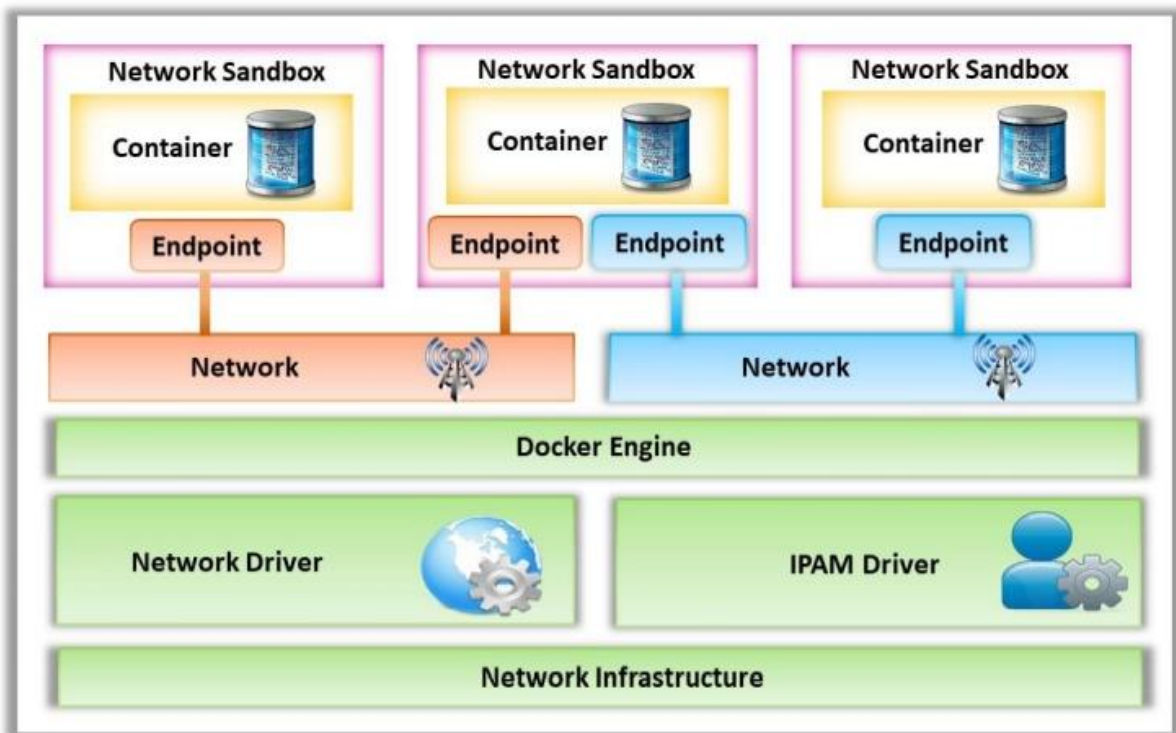 Network Sandbox
Network Sandbox
Network Sandbox
Container
Container
Container
Endpoint
Endpoint
Endpoint
Endpoint
Network
Network
Docker Engine
Network Driver
IPAM Driver
Network Infrastructure